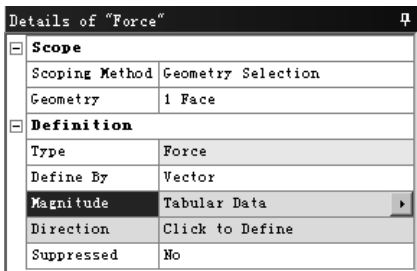 Details of "Force"
Scope
Scoping Method Geometry Selection
Geometry 1 Face
Definition
Type Force
Define By Vector
Magnitude Tabular Data
Direction Click to Define
Suppressed No